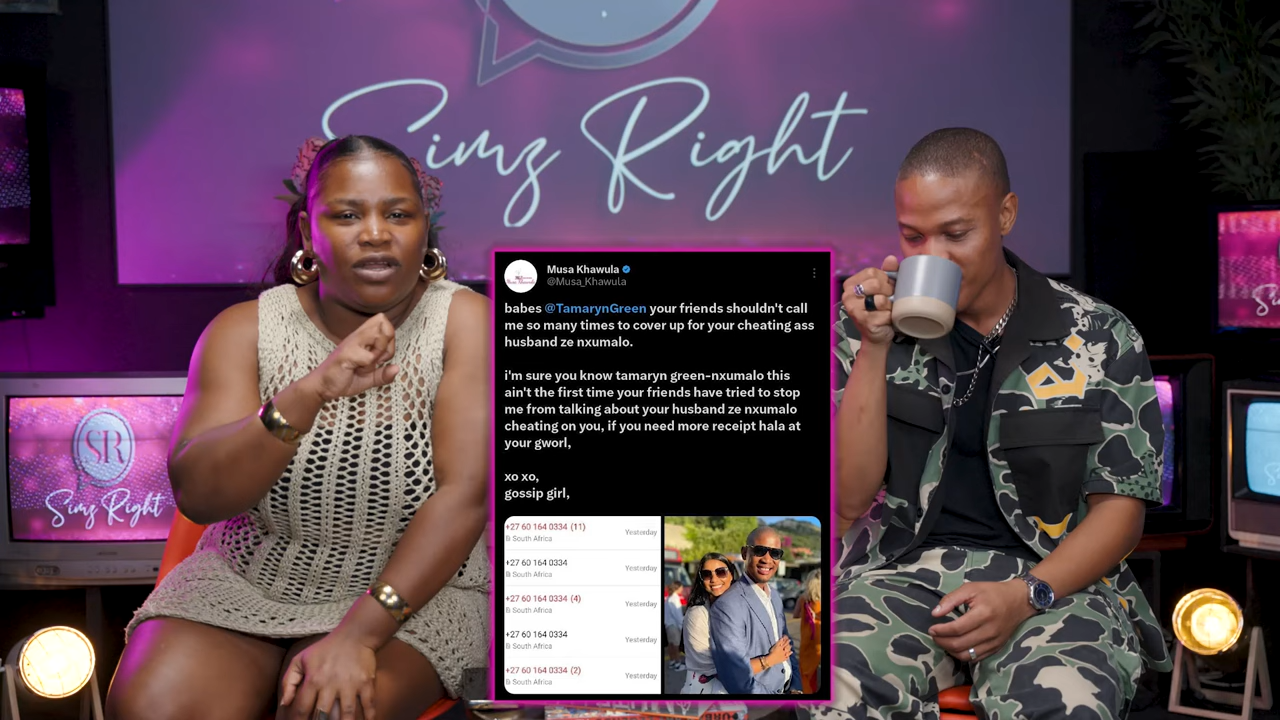 Simz Right
SR
Simz Right
Musa Khawula
@Musa_Khawula
babes @TamarynGreen your friends shouldn't call
me so many times to cover up for your cheating ass
husband ze nxumalo.
i'm sure you know tamaryn green-nxumalo this
ain't the first time your friends have tried to stop
me from talking about your husband ze nxumalo
cheating on you, if you need more receipt hala at
your gworl,
xo xo,
gossip girl,
+27 60 164 0334 (11)
South Africa
Yesterday
+27 60 164 0334
South Africa
Yesterday
+27 60 164 0334 (4)
South Africa
Yesterday
+27 60 164 0334
South Africa
Yesterday
+27 60 164 0334 (2)
South Africa
Yesterday